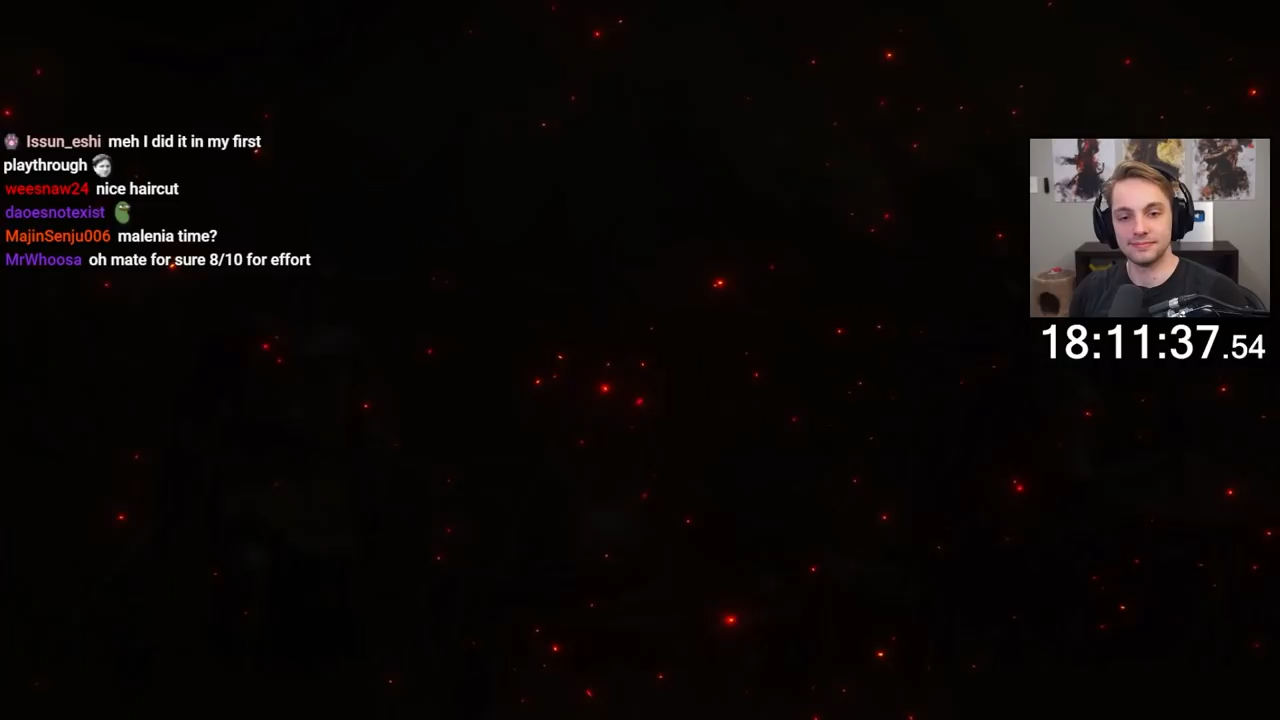 Issun_eshi meh I did it in my first
playthrough
weesnaw24 nice haircut
daoesnotexist
MajinSenju006 malenia time?
MrWhoosa oh mate for sure 8/10 for effort
18:11:37.54